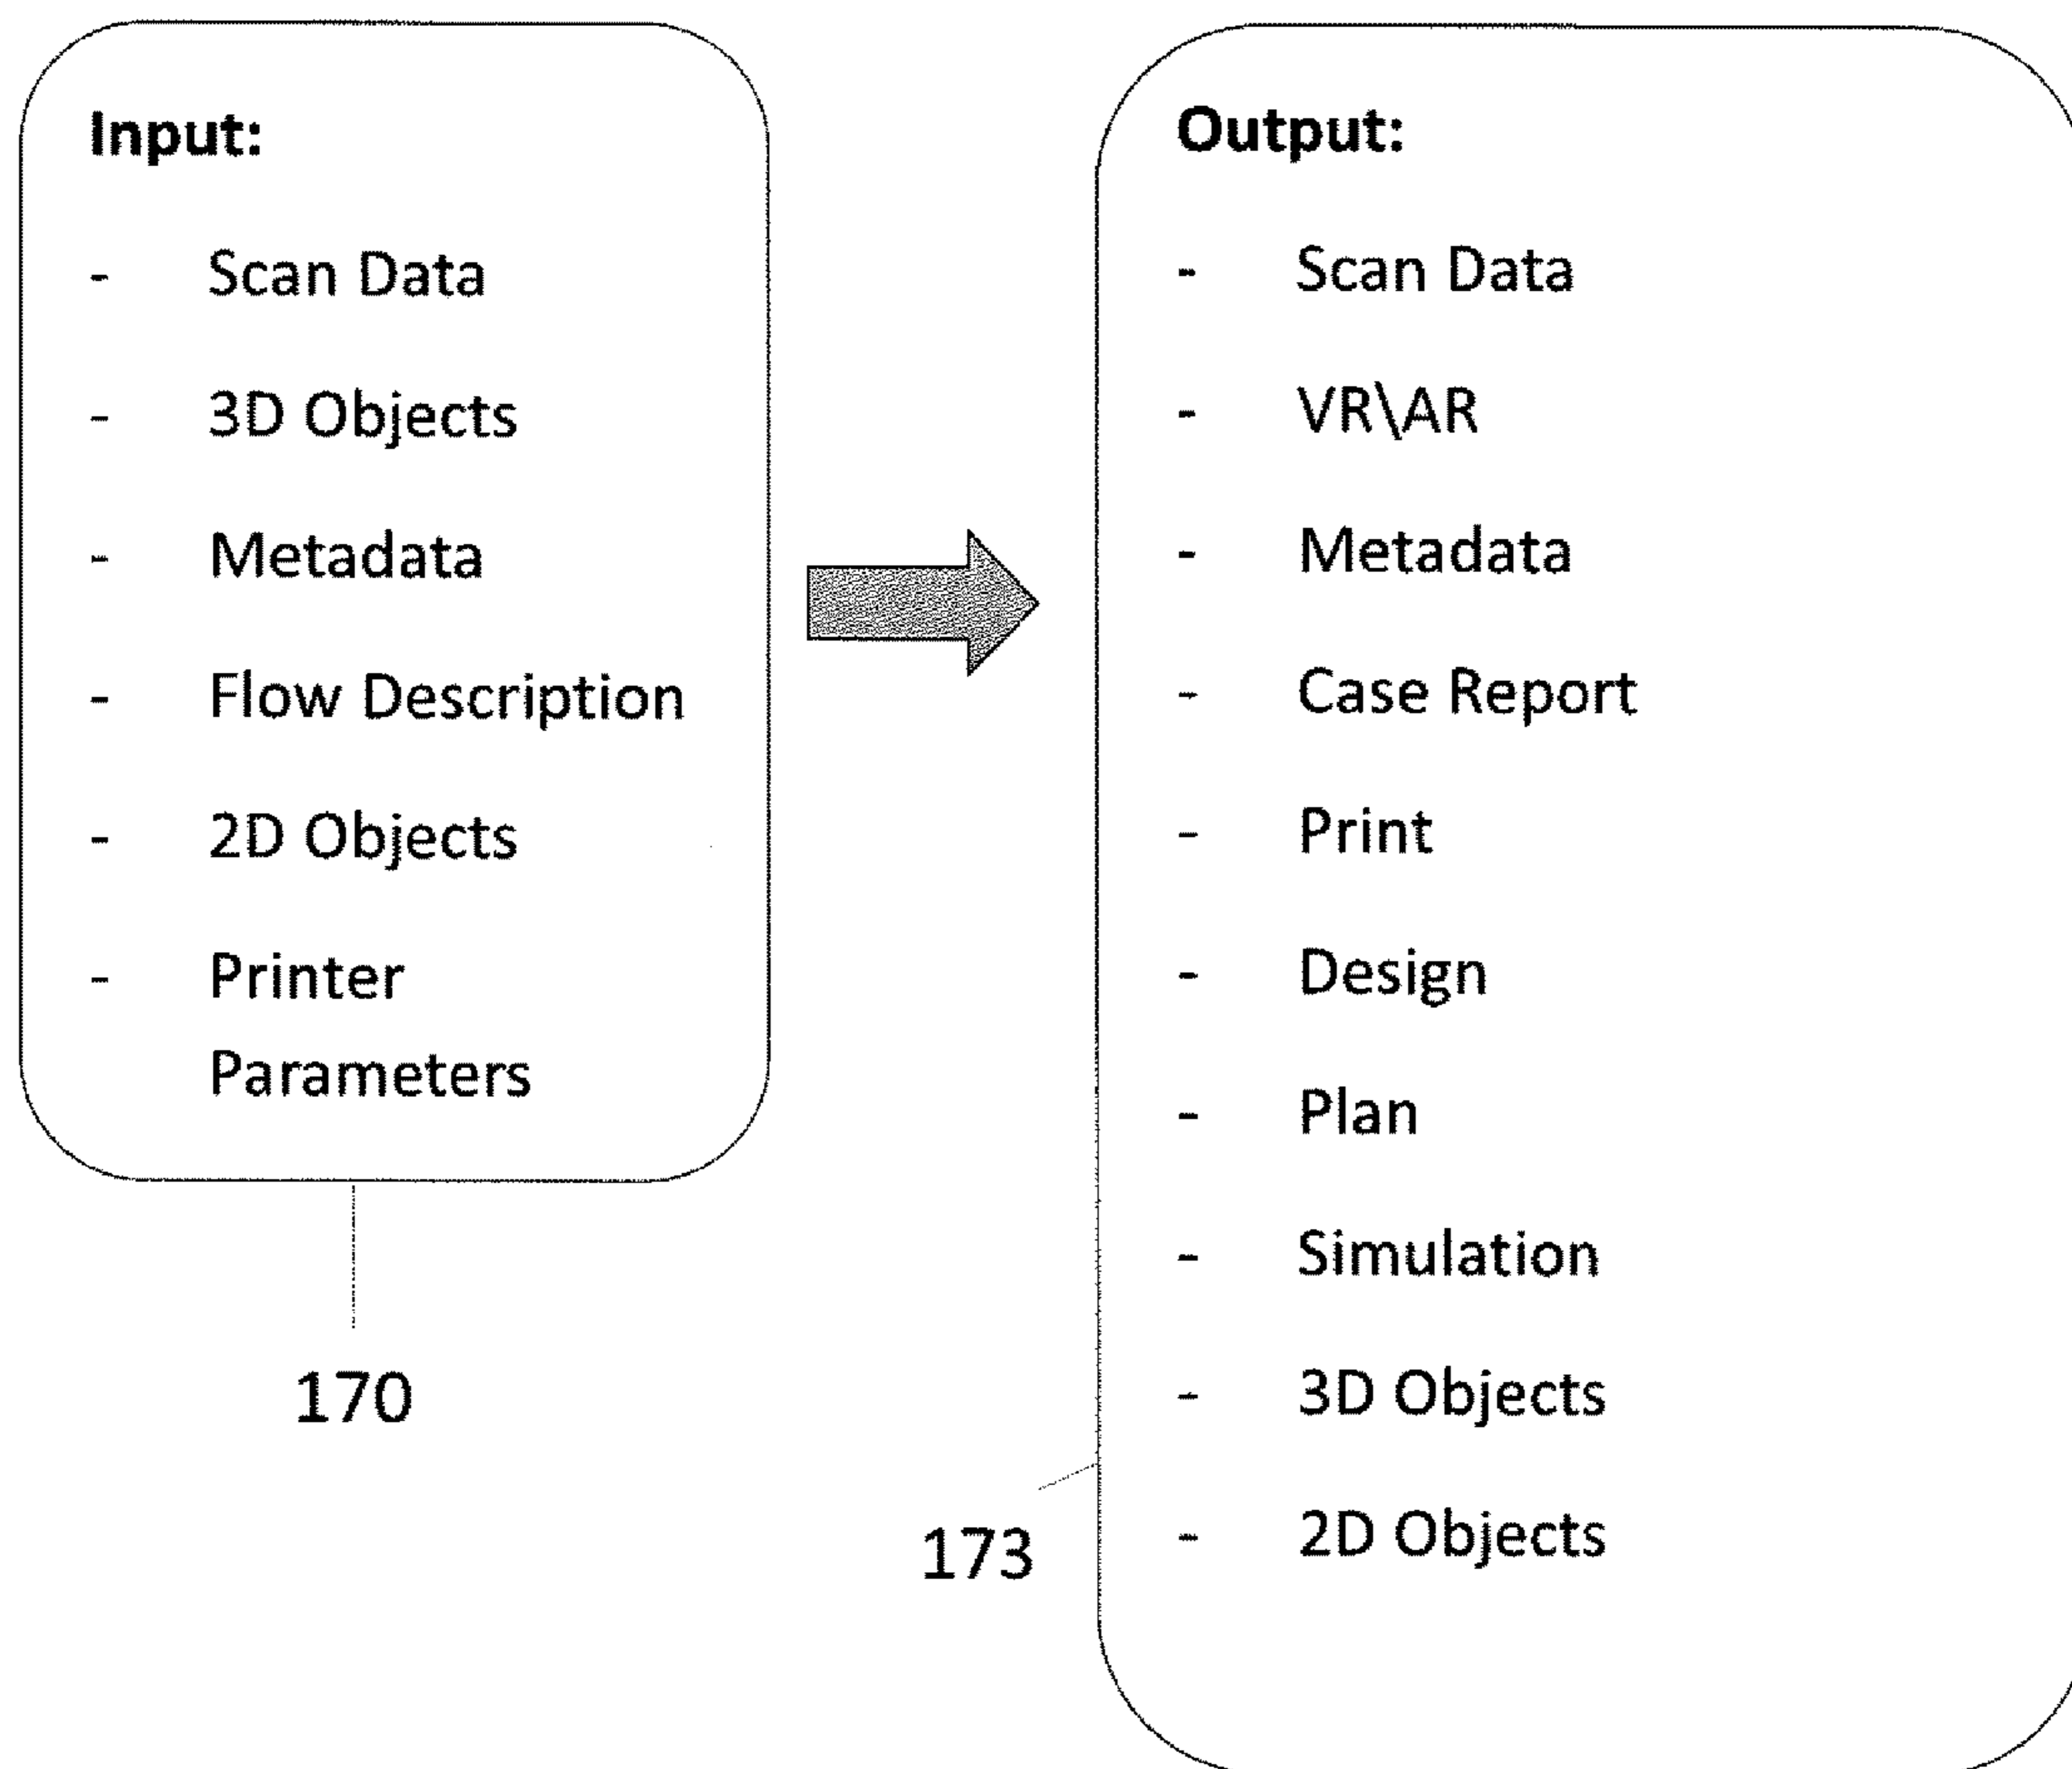 Input:
- Scan Data
- 3D Objects
- Metadata
- Flow Description
- 2D Objects
- Printer
Parameters
170
Output:
- Scan Data
- VR\AR
- Metadata
- Case Report
- Print
- Design
- Plan
- Simulation
- 3D Objects
- 2D Objects
173